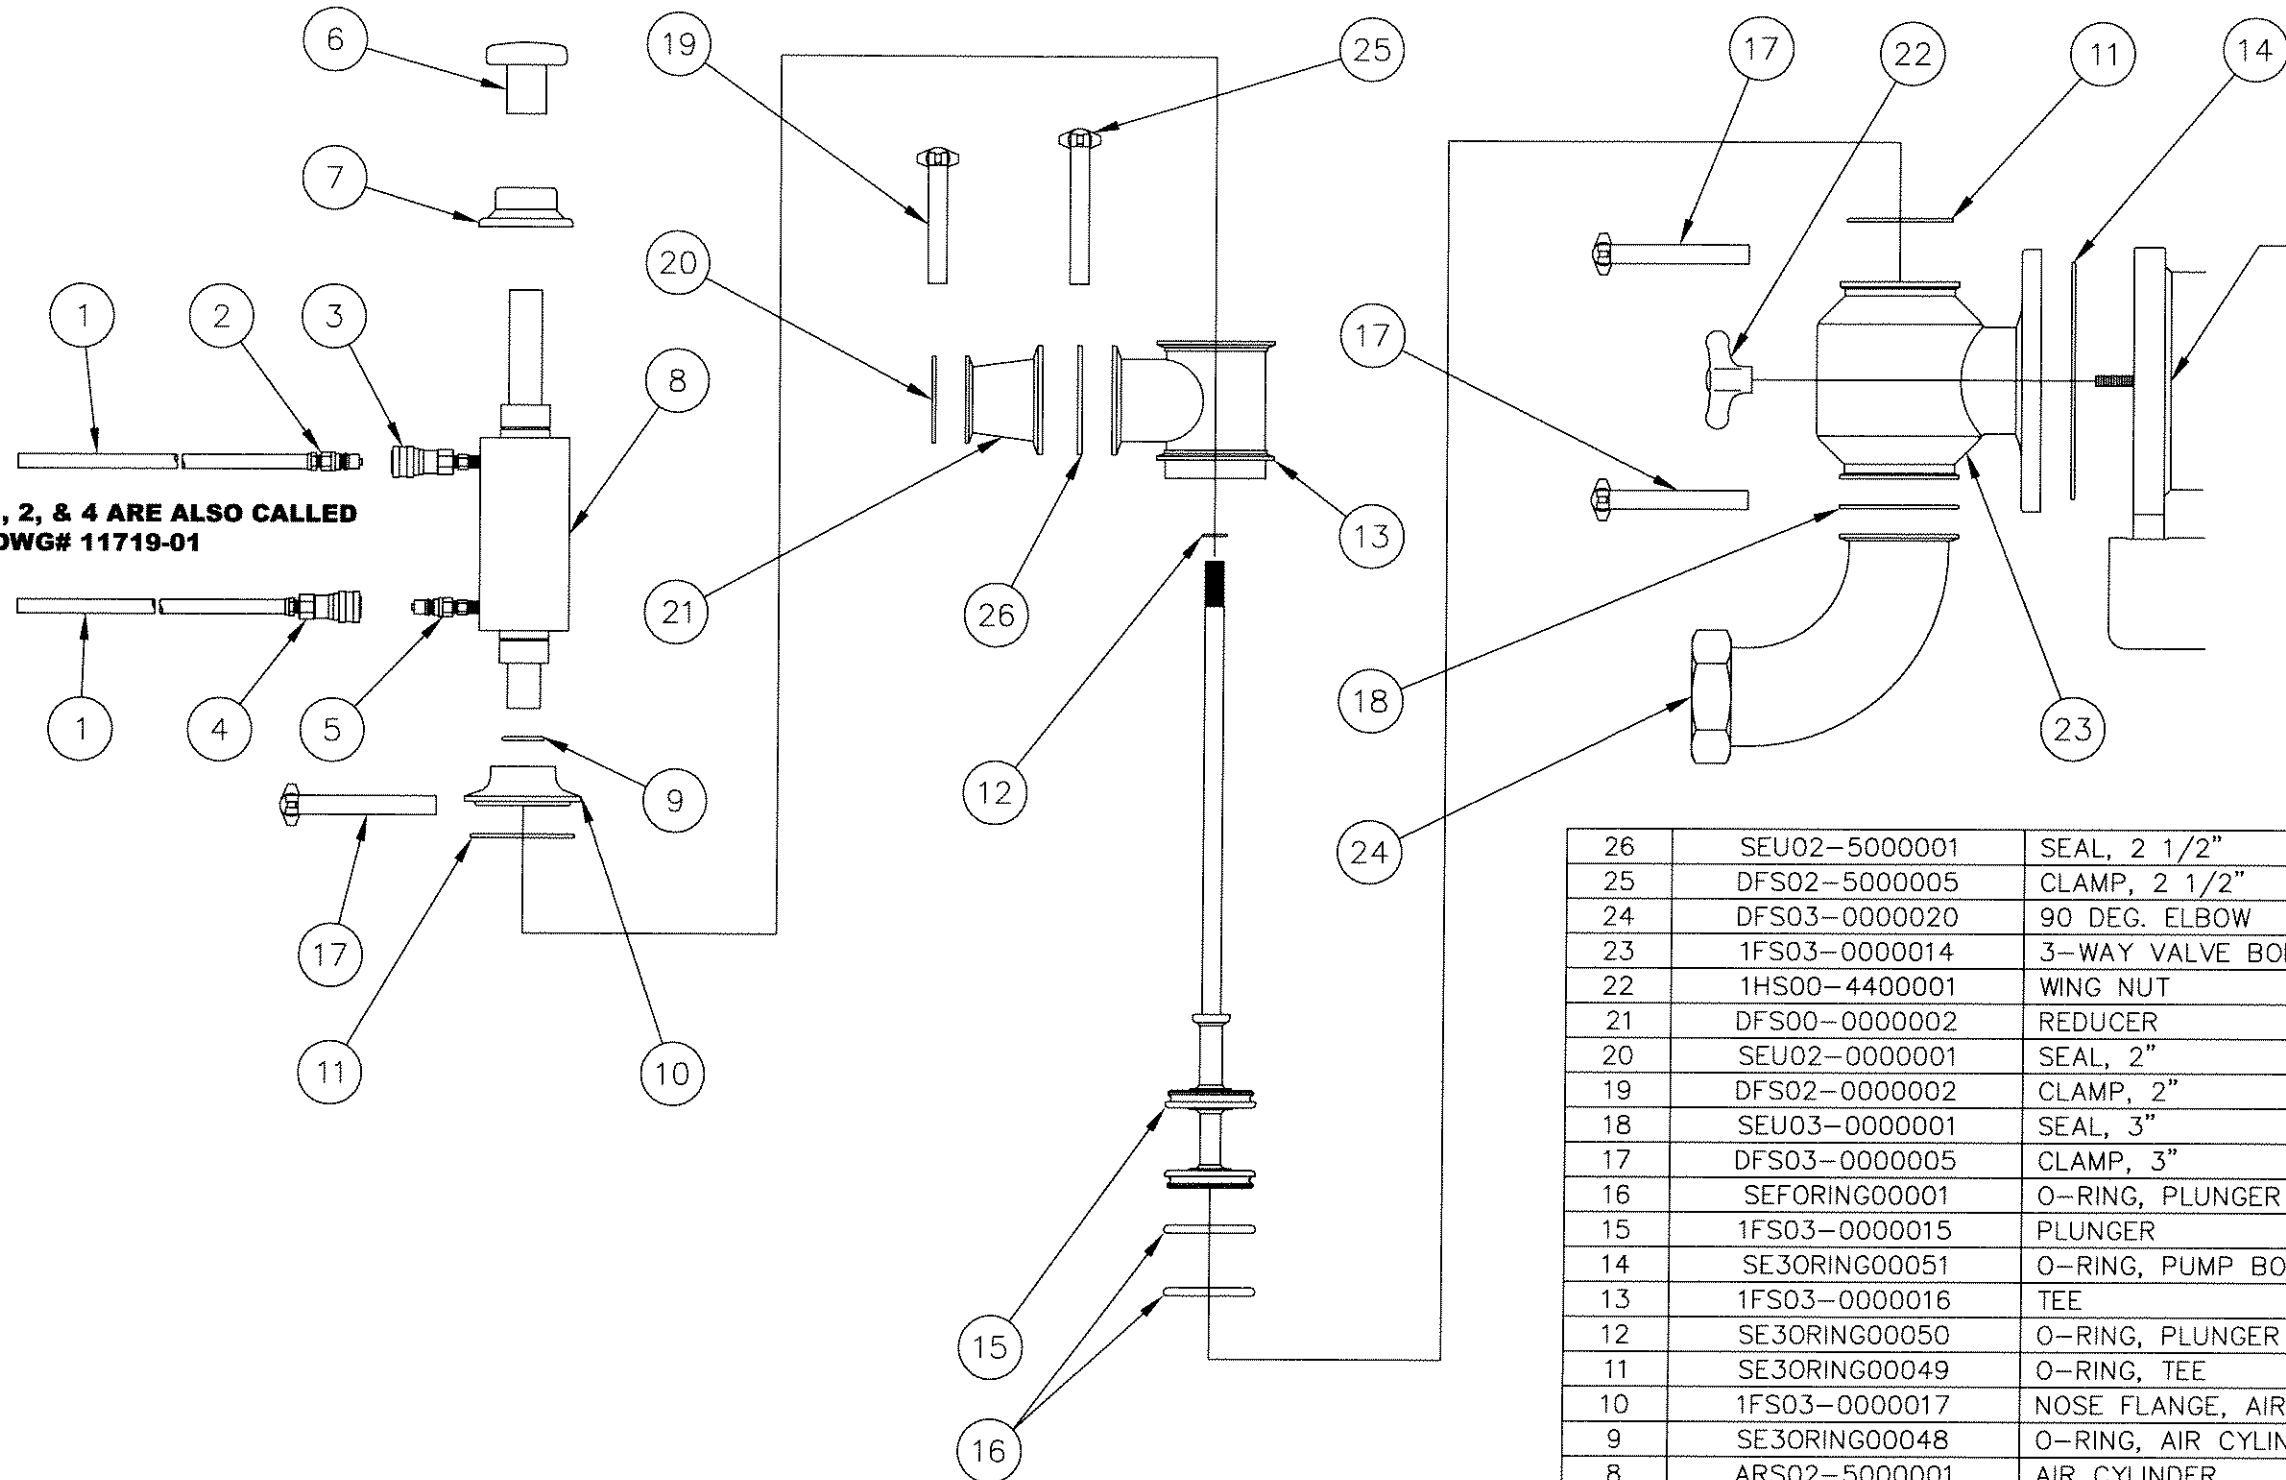 6
19
25
17
22
11
14
7
20
17
1
2
3
8
17
, 2, & 4 ARE ALSO CALLED
DWG# 11719-01
13
21
26
18
1
4
5
23
9
12
24
17
11
10
15
16
26 SEU02-5000001 SEAL, 2 1/2"
25 DFS02-5000005 CLAMP, 2 1/2"
24 DFS03-0000020 90 DEG. ELBOW
23 1FS03-0000014 3-WAY VALVE
22 1HS00-4400001 WING NUT
21 DFS00-0000002 REDUCER
20 SEU02-0000001 SEAL, 2"
19 DFS02-0000002 CLAMP, 2"
18 SEU03-0000001 SEAL, 3"
17 DFS03-0000005 CLAMP, 3"
16 SEFORING00001 O-RING, PLUNGER
15 1FS03-0000015 PLUNGER
14 SE3ORING00051 O-RING, PUMP
13 1FS03-0000016 TEE
12 SE3ORING00050 O-RING, PLUNGER
11 SE3ORING00049 O-RING, TEE
10 1FS03-0000017 NOSE FLANGE, AIR
9 SE3ORING00048 O-RING, AIR
8 ARS02-5000001 AIR CYLINDER